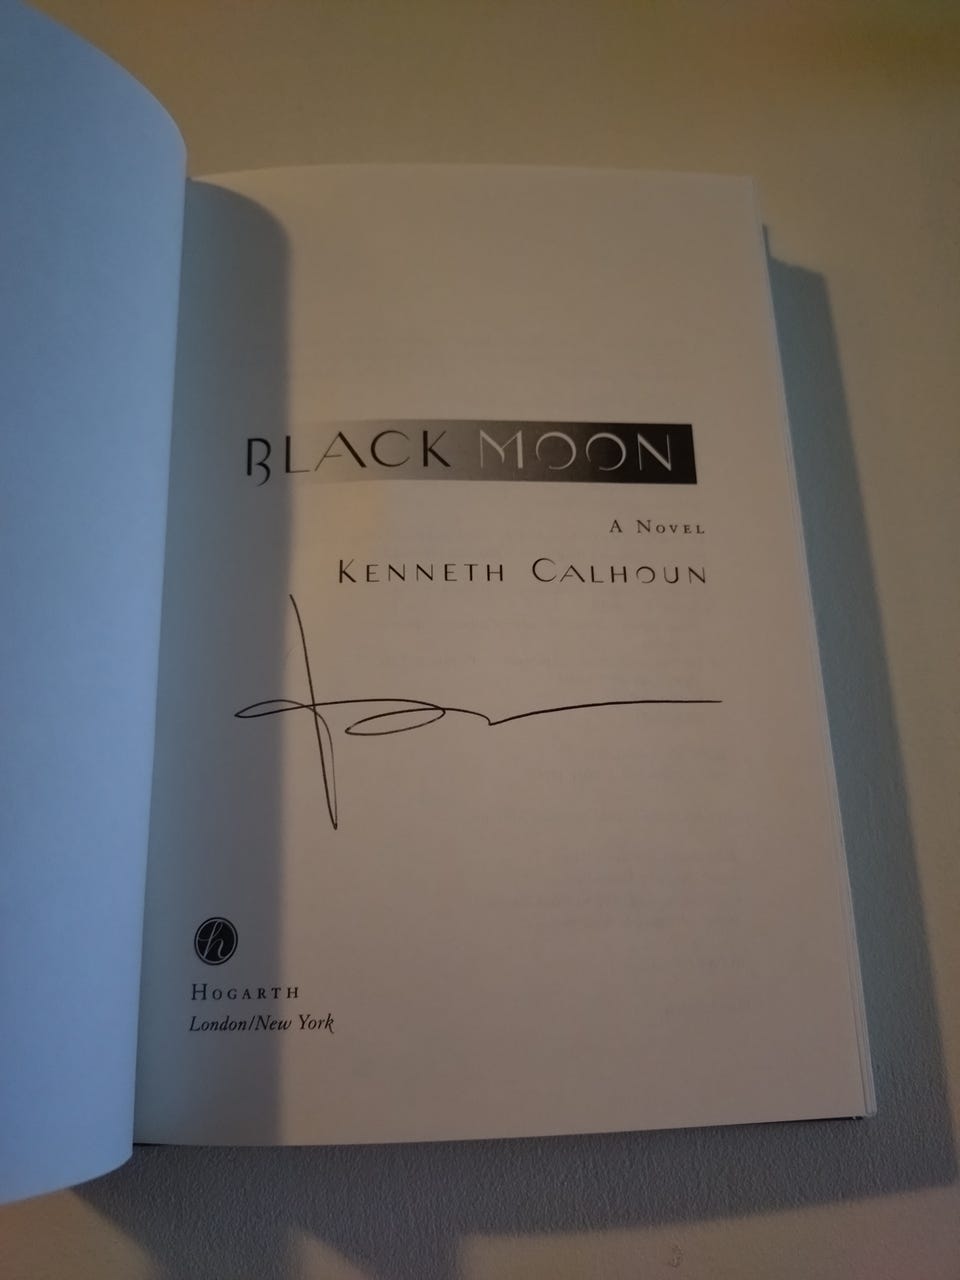 BLACK MOON
A NOVEL
KENNETH CALHOUN
h
HOGARTH
London/New York